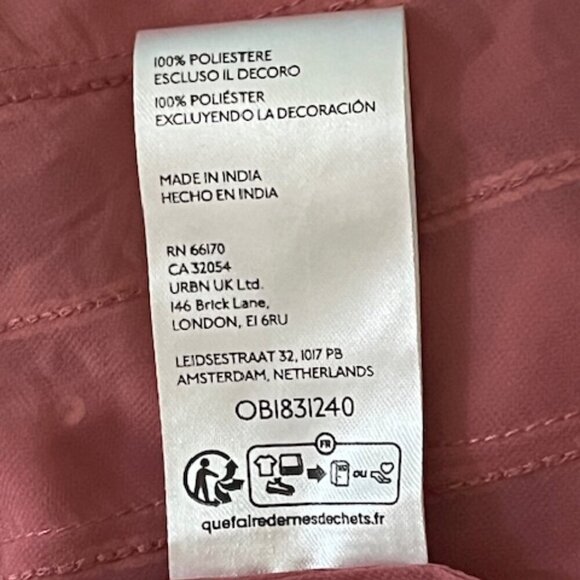 100% POLIESTERE
ESCLUSO IL DECORO
100% POLIÉSTER
EXCLUYENDO LA DECORACIÓN
MADE IN INDIA
HECHO EN INDIA
RN 66170
CA 32054
URBN UK Ltd.
146 Brick Lane,
LONDON, E1 6RU
LEIDSESTRAAT 32, 1017 PB
AMSTERDAM, NETHERLANDS
OB1831240
FR
ou
quefairedemesdechets.fr